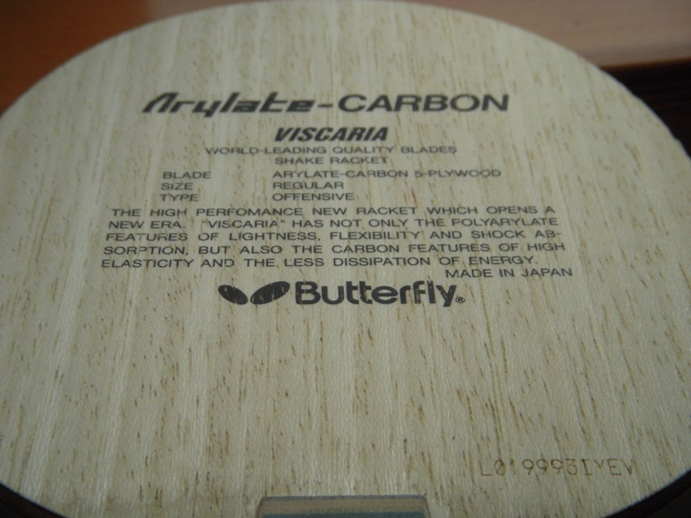 Arylate-CARBON
VISCARIA
WORLD-LEADING QUALITY BLADES
SHAKE RACKET
BLADE ARYLATE-CARBON 5-PLYWOOD
SIZE REGULAR
TYPE OFFENSIVE
THE HIGH PERFOMANCE NEW RACKET WHICH OPENS A
NEW ERA. "VISCARIA" HAS NOT ONLY THE POLYARYLATE
FEATURES OF LIGHTNESS, FLEXIBILITY AND SHOCK AB-
SORPTION, BUT ALSO THE CARBON FEATURES OF HIGH
ELASTICITY AND THE LESS DISSIPATION OF ENERGY.
MADE IN JAPAN
Butterfly®